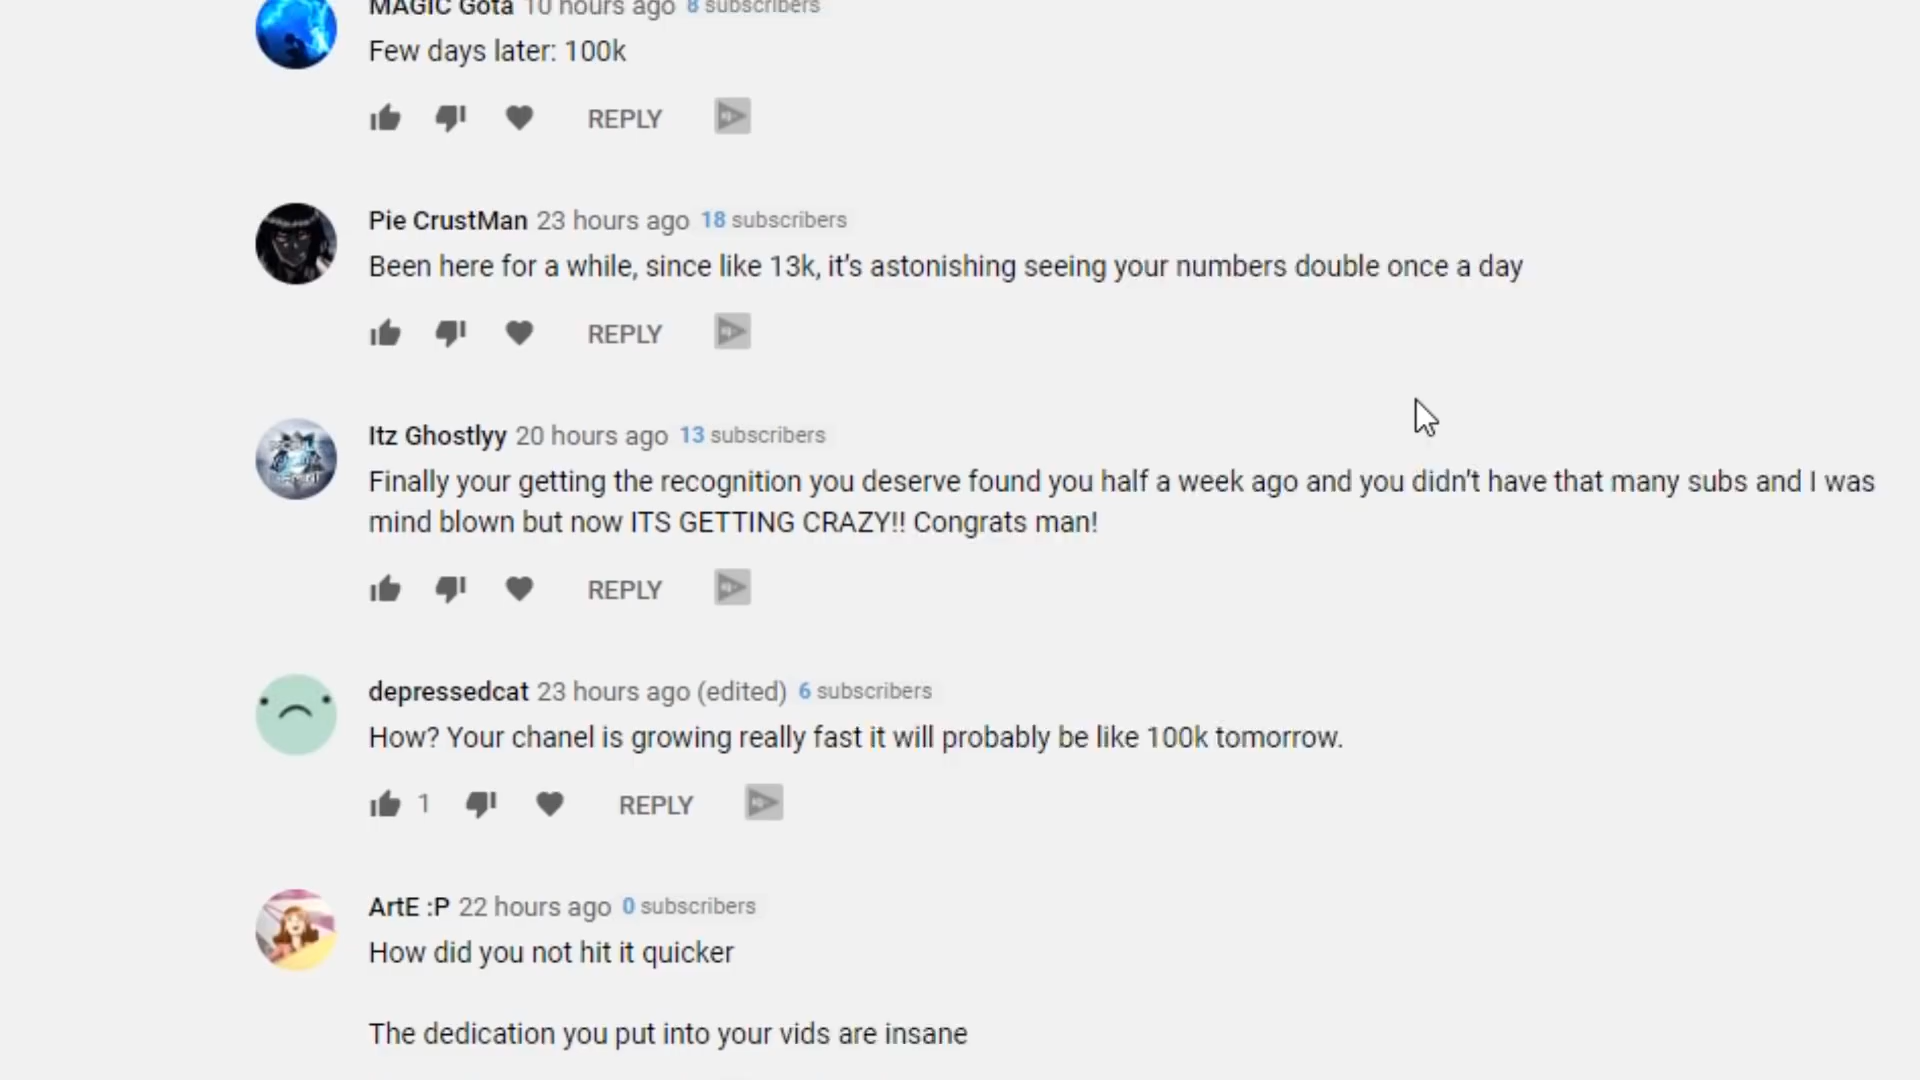 MAGIC Gota 10 hours ago 8 subscribers
Few days later: 100k
REPLY
Pie CrustMan 23 hours ago 18 subscribers
Been here for a while, since like 13k, it's astonishing seeing your numbers double once a day
REPLY
Itz Ghostlyy 20 hours ago 13 subscribers
Finally your getting the recognition you deserve found you half a week ago and you didn't have that many subs and I was
mind blown but now ITS GETTING CRAZY!! Congrats man!
REPLY
depressedcat 23 hours ago (edited) 6 subscribers
How? Your chanel is growing really fast it will probably be like 100k tomorrow.
1 REPLY
ArtE :P 22 hours ago 0 subscribers
How did you not hit it quicker
The dedication you put into your vids are insane